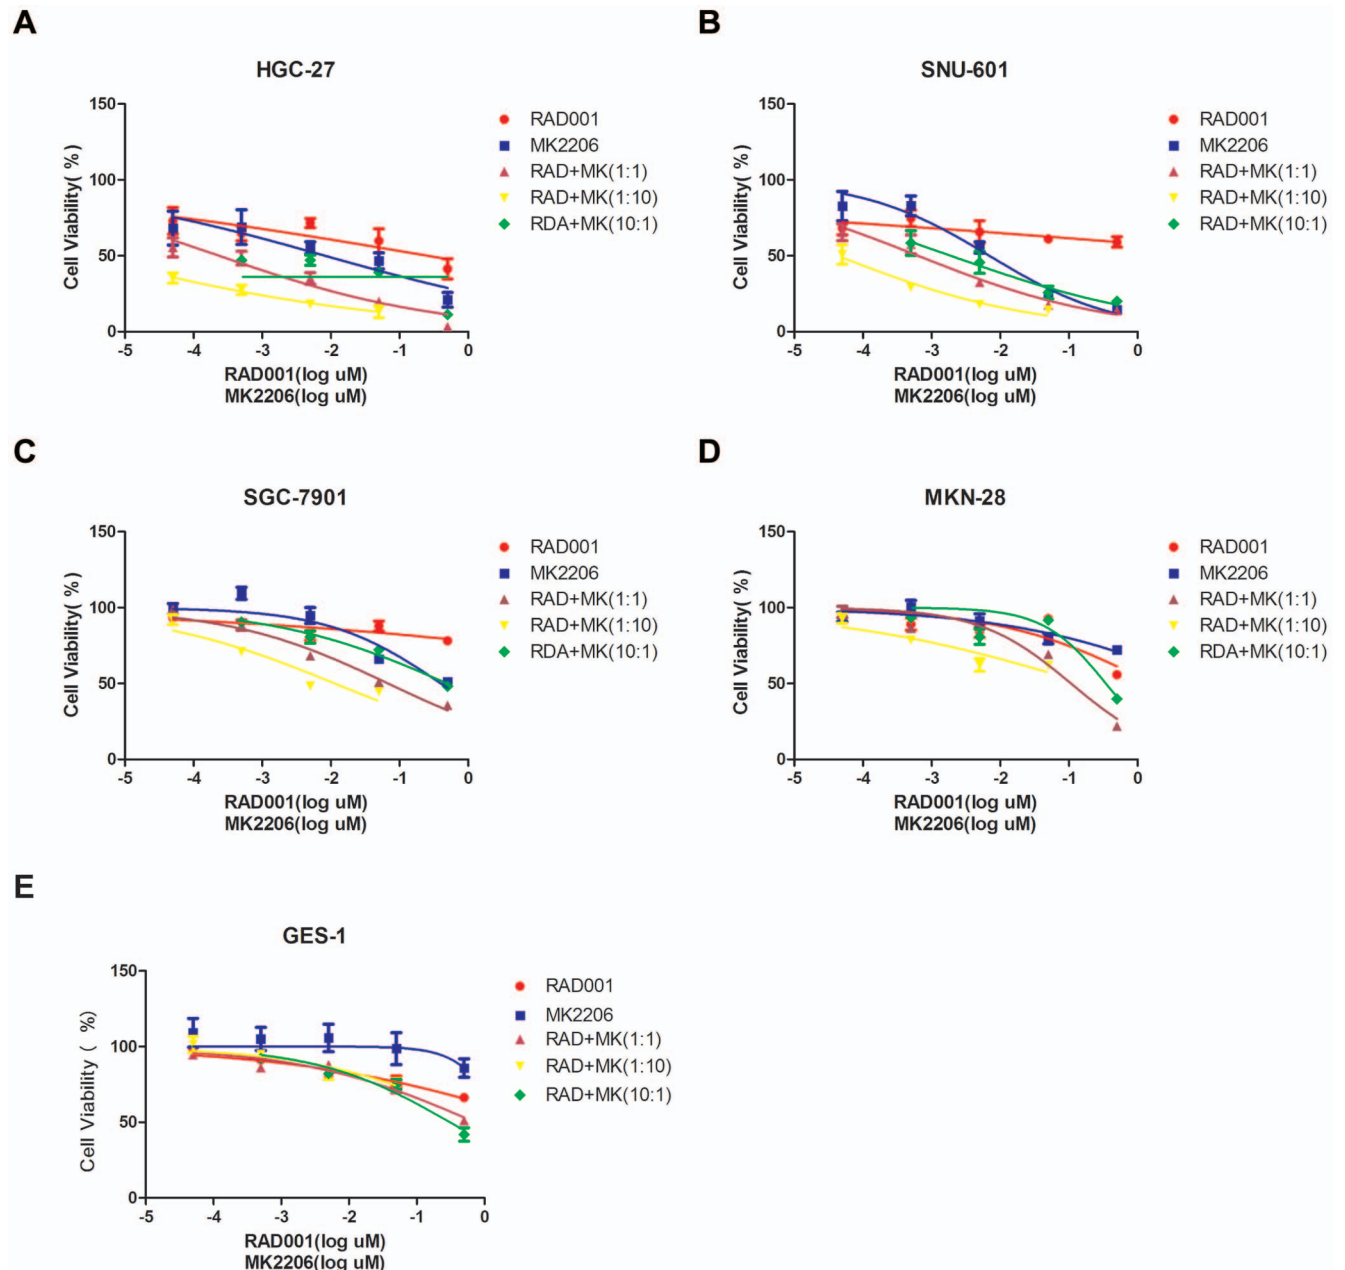 A
HGC-27
150
100
50
0
-5 -4 -3 -2 -1 0
Cell Viability( %)
RAD001(log uM)
MK2206(log uM)
RAD001
MK2206
RAD+MK(1:1)
RAD+MK(1:10)
RDA+MK(10:1)
B
SNU-601
150
100
50
0
-5 -4 -3 -2 -1 0
Cell Viability( %)
RAD001(log uM)
MK2206(log uM)
RAD001
MK2206
RAD+MK(1:1)
RAD+MK(1:10)
RAD+MK(10:1)
C
SGC-7901
150
100
50
0
-5 -4 -3 -2 -1 0
Cell Viability( %)
RAD001(log uM)
MK2206(log uM)
RAD001
MK2206
RAD+MK(1:1)
RAD+MK(1:10)
RDA+MK(10:1)
D
MKN-28
150
100
50
0
-5 -4 -3 -2 -1 0
Cell Viability( %)
RAD001(log uM)
MK2206(log uM)
RAD001
MK2206
RAD+MK(1:1)
RAD+MK(1:10)
RDA+MK(10:1)
E
GES-1
150
100
50
0
-5 -4 -3 -2 -1 0
Cell Viability ( %)
RAD001(log uM)
MK2206(log uM)
RAD001
MK2206
RAD+MK(1:1)
RAD+MK(1:10)
RAD+MK(10:1)